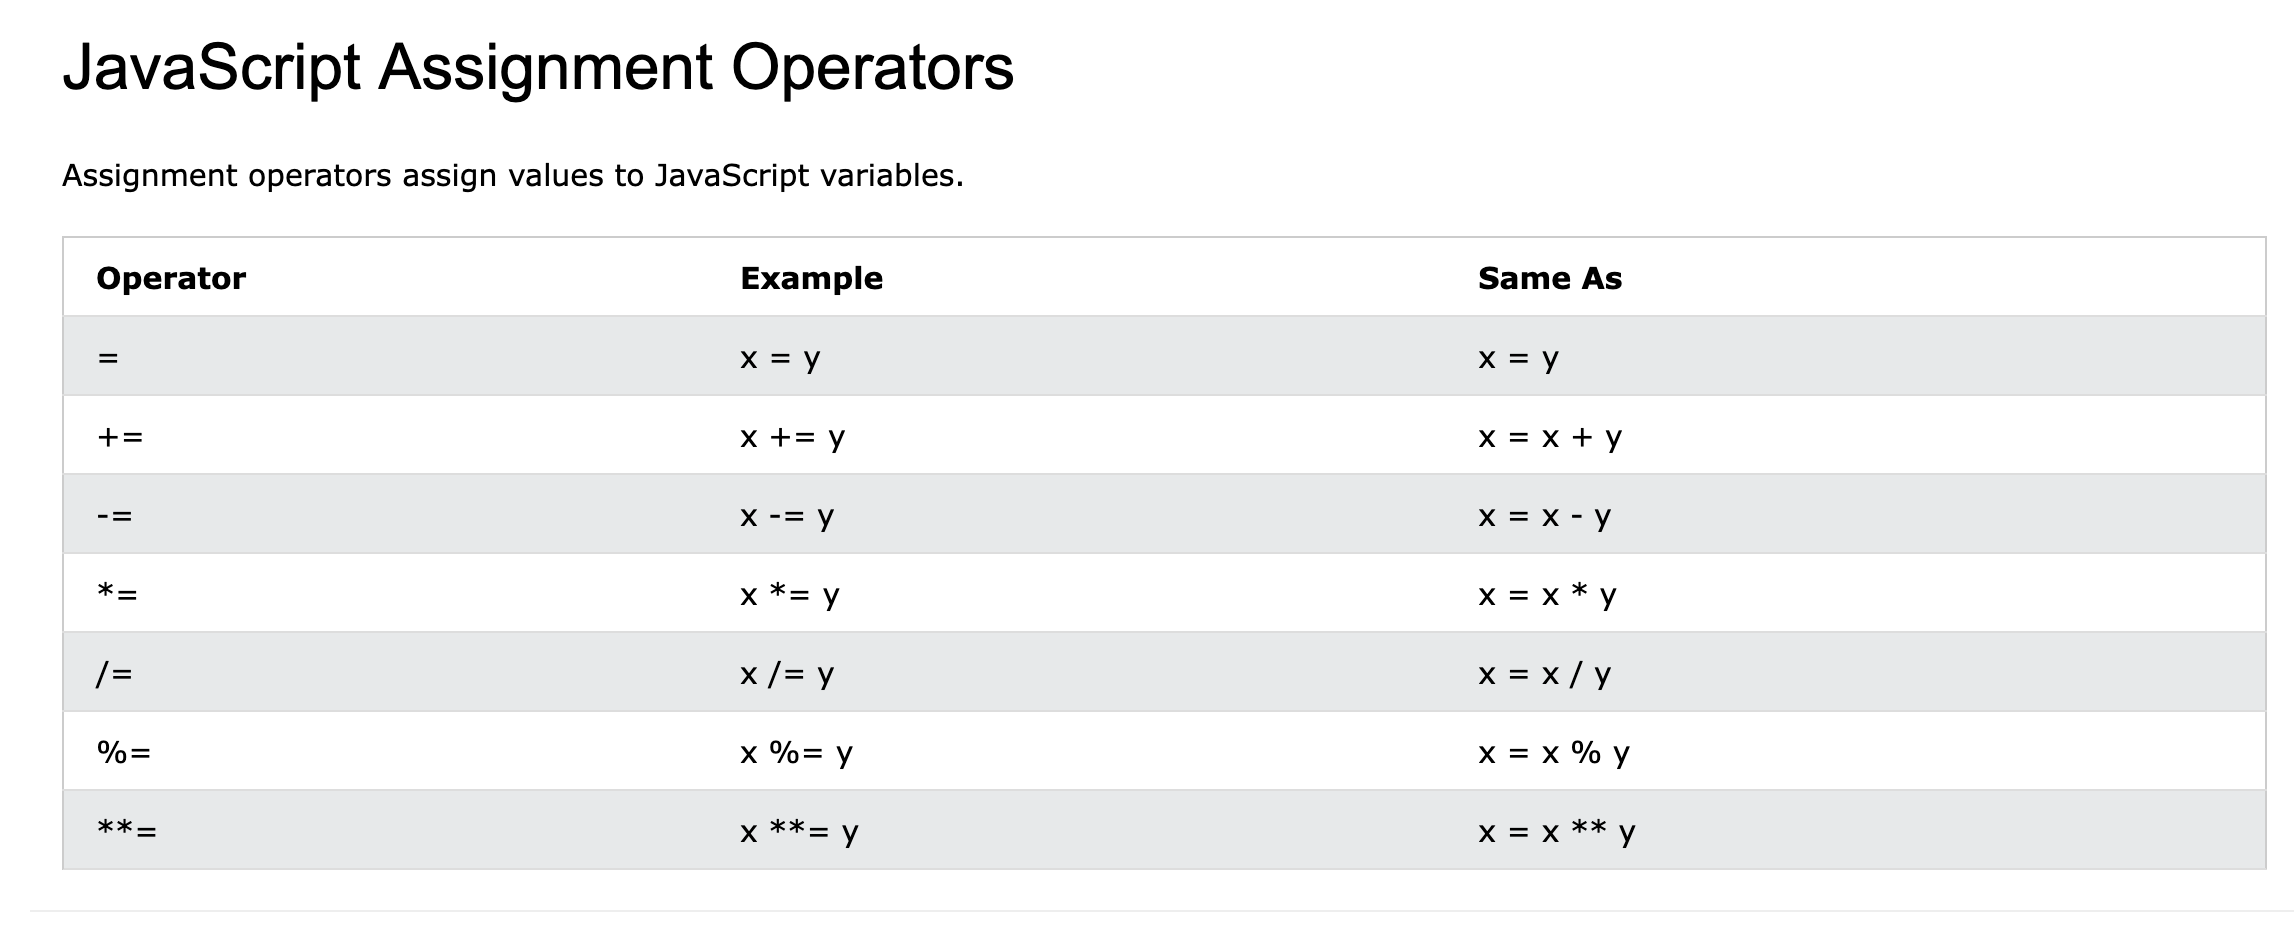 JavaScript Assignment Operators
Assignment operators assign values to JavaScript variables.
Operator Example Same As
= x = y x = y
+= x += y x = x + y
-= x -= y x = x - y
*= x *= y x = x * y
/= x /= y x = x / y
%= x %= y x = x % y
**= x **= y x = x ** y